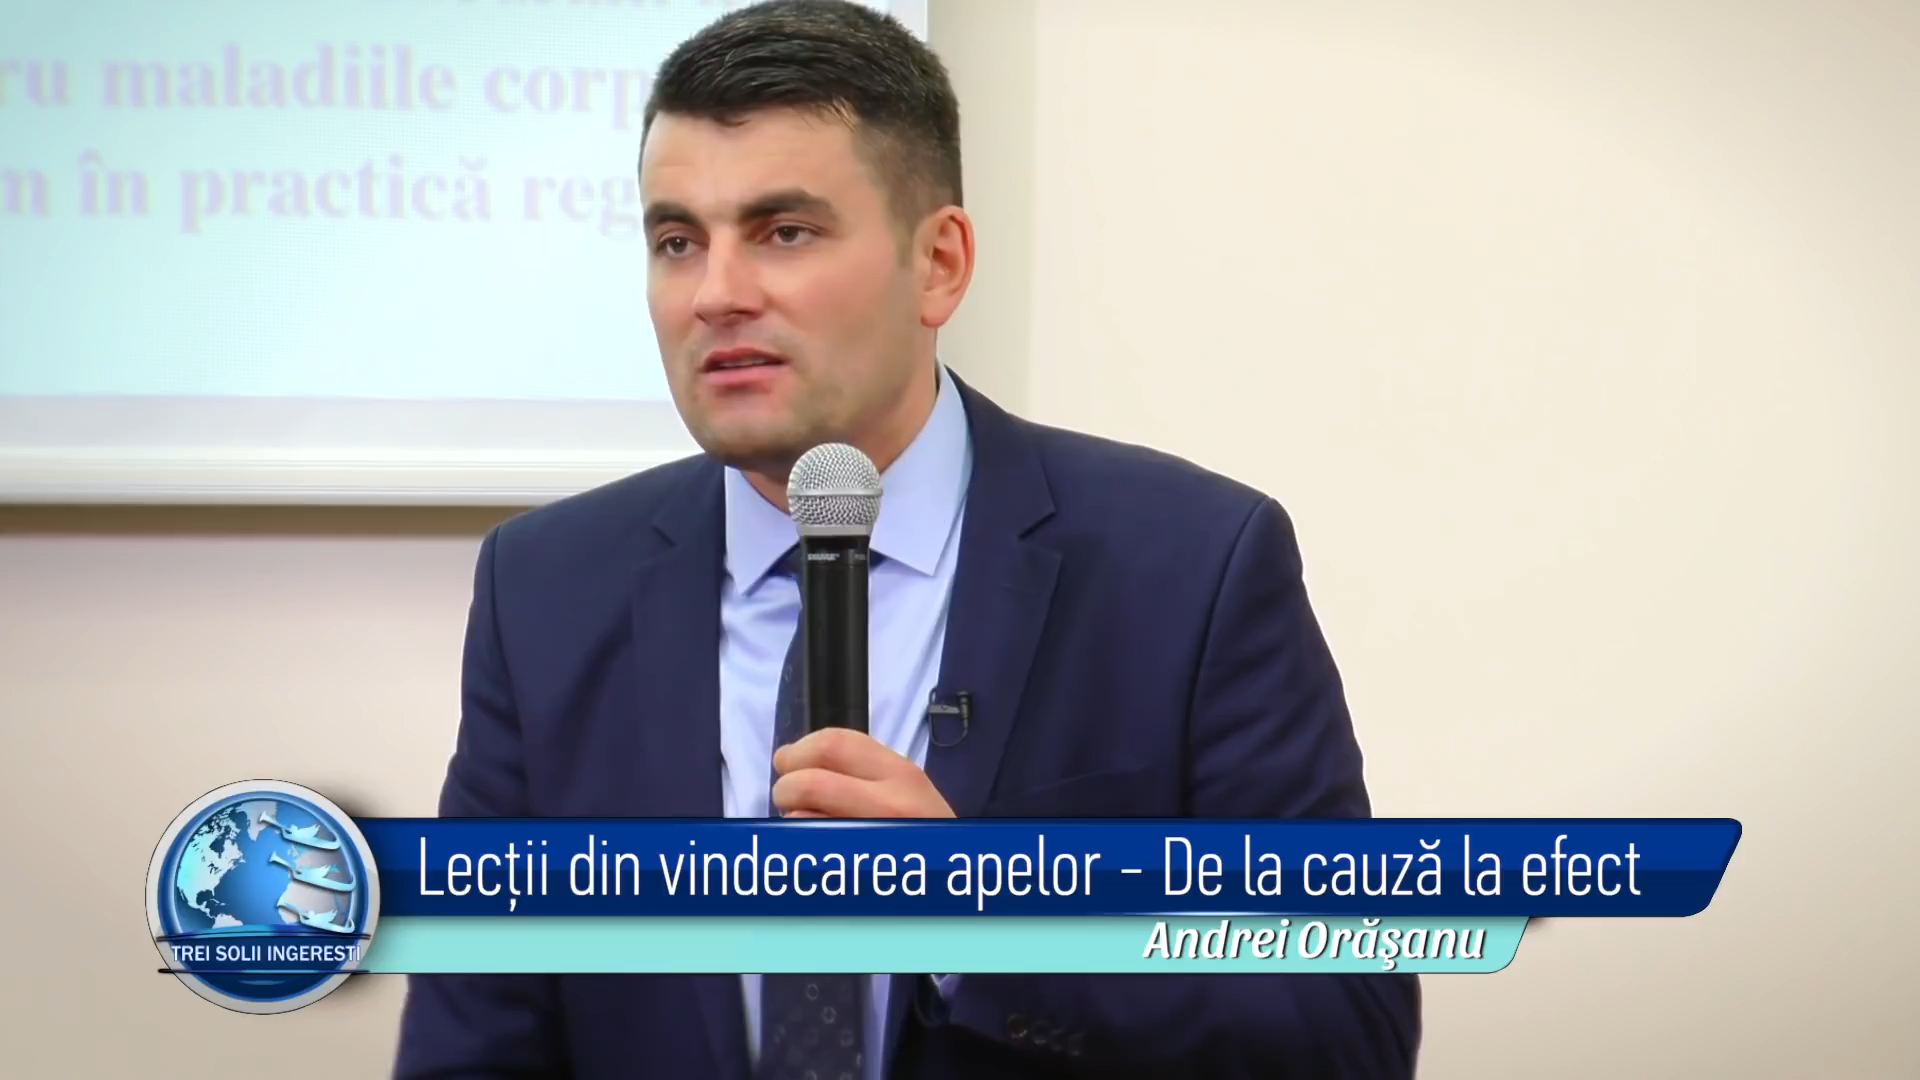 ru maladiile corp
m în practică reg
Lecții din vindecarea apelor - De la cauză la efect
Andrei Orăşanu
TREI SOLII INGERESTI